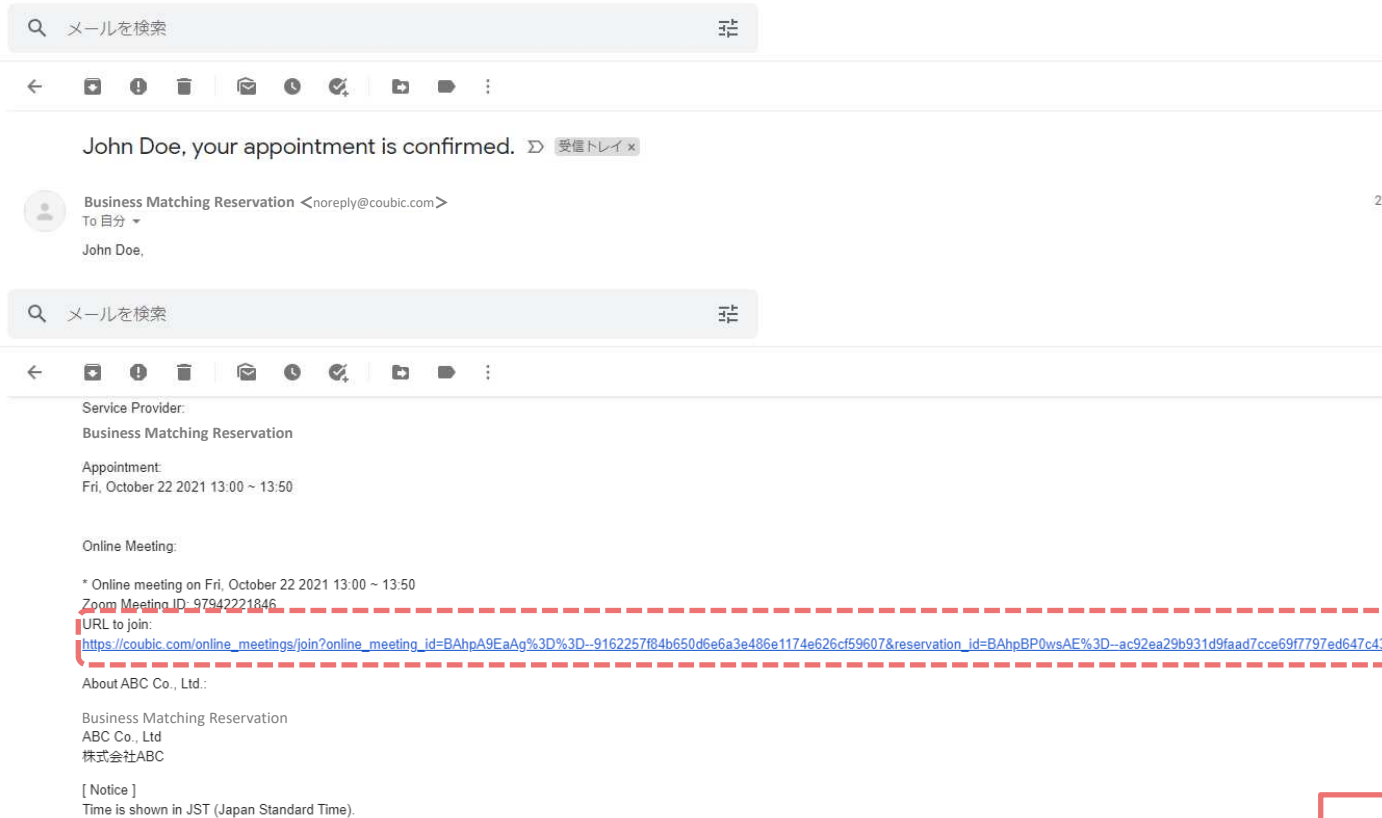 メールを検索
John Doe, your appointment is confirmed. 受信トレイ ×
Business Matching Reservation <noreply@coubic.com>
2
To 自分
John Doe,
メールを検索
Service Provider:
Business Matching Reservation
Appointment:
Fri, October 22 2021 13:00 ~ 13:50
Online Meeting:
* Online meeting on Fri, October 22 2021 13:00 ~ 13:50
Zoom Meeting ID: 97942221846
URL to join:
https://coubic.com/online_meetings/join?online_meeting_id=BAhpA9EaAg%3D%3D--9162257f84b650d6e6a3e486e1174e626cf59607&reservation_id=BAhpBP0wsAE%3D--ac92ea29b931d9faad7cce69f7797ed647c43
About ABC Co., Ltd.:
Business Matching Reservation
ABC Co., Ltd
株式会社ABC
[ Notice ]
Time is shown in JST (Japan Standard Time).